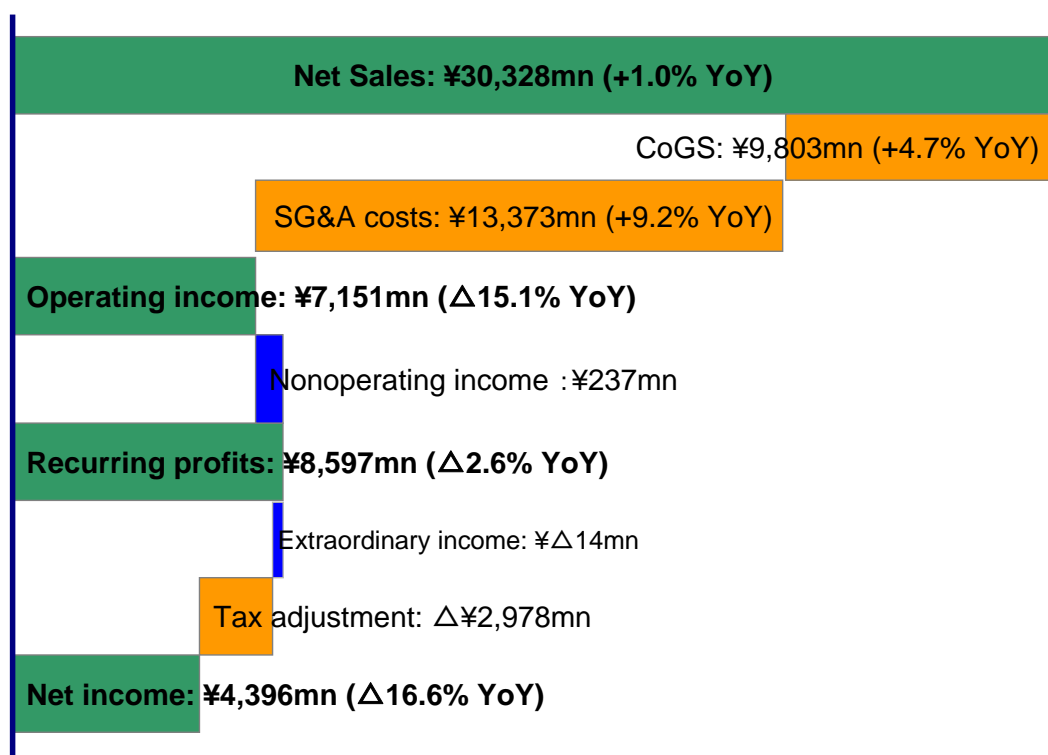 Net Sales: ¥30,328mn (+1.0% YoY)
CoGS: ¥9,803mn (+4.7% YoY)
SG&A costs: ¥13,373mn (+9.2% YoY)
Operating income: ¥7,151mn (△15.1% YoY)
Nonoperating income：¥237mn
Recurring profits: ¥8,597mn (△2.6% YoY)
Extraordinary income: ¥△14mn
Tax adjustment: △¥2,978mn
Net income: ¥4,396mn (△16.6% YoY)